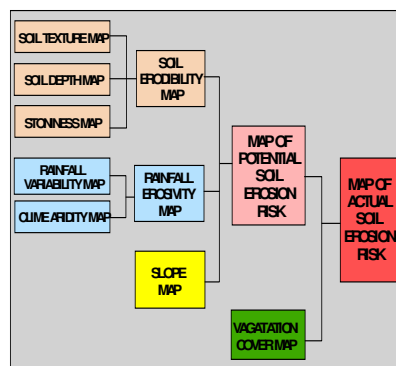 SOIL TEXTURE MAP
SOIL DEPTH MAP
STONINESS MAP
SOIL
ERODIBILITY
MAP
RAINFALL
VARIABILITY MAP
CLIME ARIDITY MAP
RAINFALL
EROSIVITY
MAP
SLOPE
MAP
MAP OF
POTENTIAL
SOIL
EROSION
RISK
VAGATATION
COVER MAP
MAP OF
ACTUAL
SOIL
EROSION
RISK